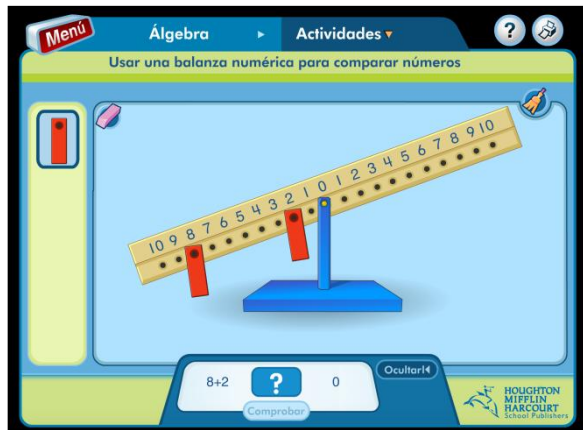 Menú
Álgebra
Actividades
?
Usar una balanza numérica para comparar números
10 9 8 7 6 5 4 3 2 1 0 1 2 3 4 5 6 7 8 9 10
8+2
?
0
Ocultar
Comprobar
HOUGHTON
MIFFLIN
HARCOURT
School Publishers